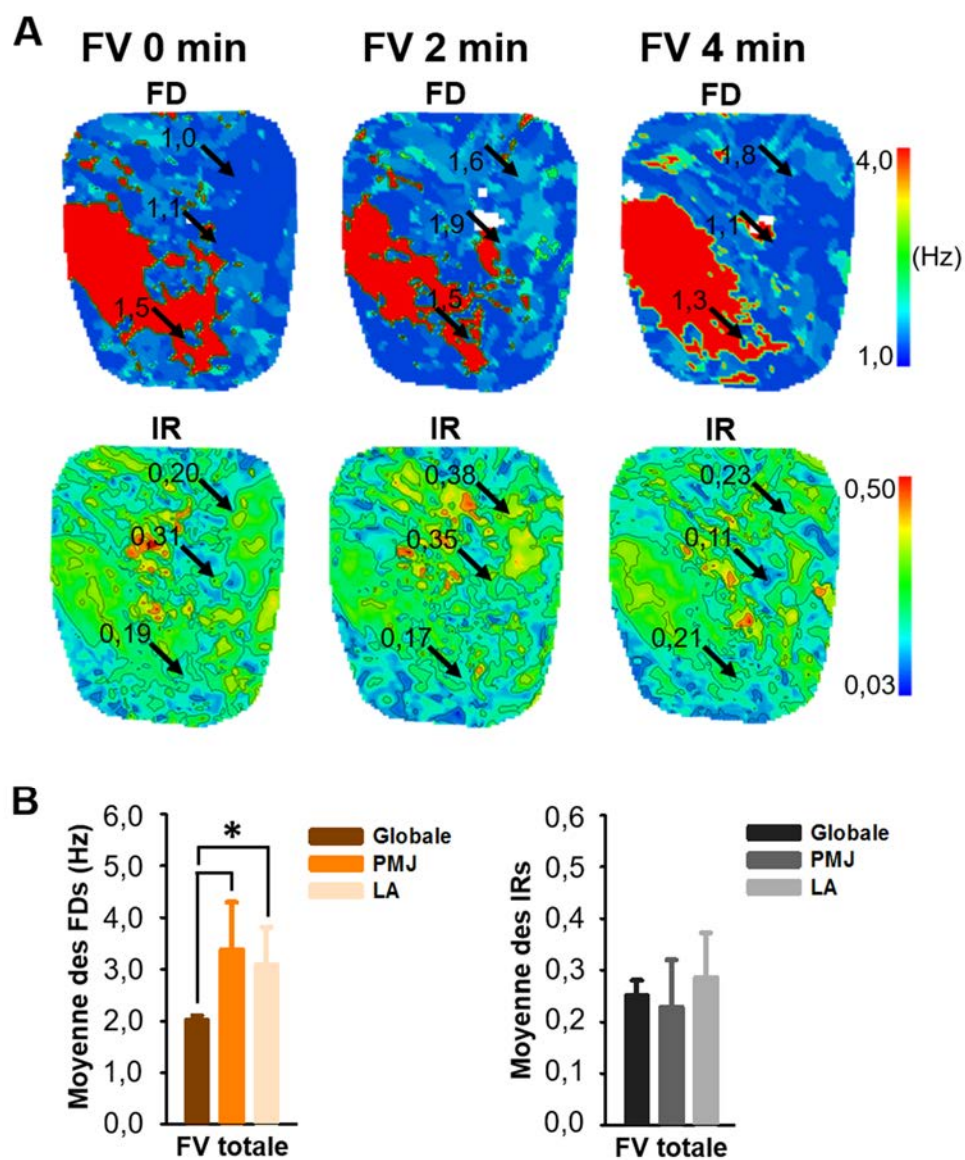 A
FV 0 min
FV 2 min
FV 4 min
FD
FD
FD
1,0
1,1
1,5
1,6
1,9
1,5
1,8
1,1
1,3
4,0
(Hz)
1,0
IR
IR
IR
0,20
0,31
0,19
0,38
0,35
0,17
0,23
0,11
0,21
0,50
0,03
B
Moyenne des FDs (Hz)
6,0
5,0
4,0
3,0
2,0
1,0
0,0
*
Globale
PMJ
LA
FV totale
Moyenne des IRs
0,6
0,5
0,4
0,3
0,2
0,1
0,0
Globale
PMJ
LA
FV totale